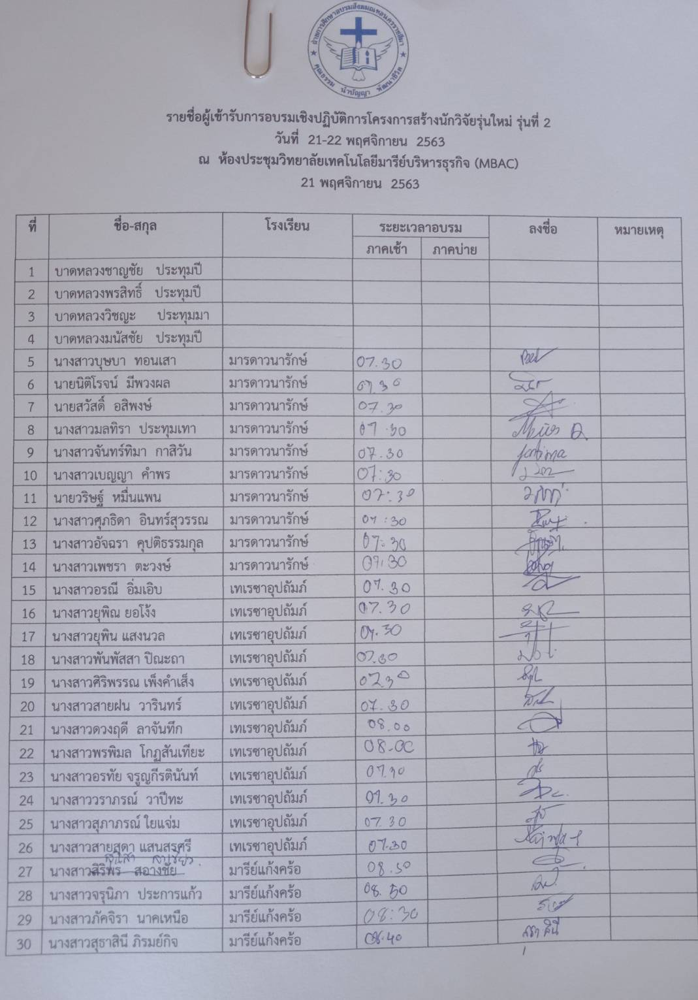 ฝ่ายการศึกษาอบรมสังฆมณฑลนครราชสีมา
คุณธรรม นำปัญญา พัฒนาชีวิต
รายชื่อผู้เข้ารับการอบรมเชิงปฏิบัติการโครงการสร้างนักวิจัยรุ่นใหม่ รุ่นที่ 2
วันที่ 21-22 พฤศจิกายน 2563
ณ ห้องประชุมวิทยาลัยเทคโนโลยีมารีย์บริหารธุรกิจ (MBAC)
21 พฤศจิกายน 2563
ที่ ชื่อ-สกุล โรงเรียน ระยะเวลาอบรม ลงชื่อ หมายเหตุ
ภาคเช้า ภาคบ่าย
1 บาดหลวงชาญชัย ประทุมปี
2 บาดหลวงพรสิทธิ์ ประทุมปี
3 บาดหลวงวิชญะ ประทุมมา
4 บาดหลวงมนัสชัย ประทุมปี
5 นางสาวบุษบา ทอนเสา มารดาวนารักษ์ 07.30
6 นายนิติโรจน์ มีพวงผล มารดาวนารักษ์ 07.30
7 นายสวัสดิ์ อสิพงษ์ มารดาวนารักษ์ 07.30
8 นางสาวมลทิรา ประทุมเทา มารดาวนารักษ์ 07.30
9 นางสาวจันทร์ทิมา กาสิวัน มารดาวนารักษ์ 07.30
10 นางสาวเบญญา คำพร มารดาวนารักษ์ 07:30
11 นายวริษฐ์ หมื่นแพน มารดาวนารักษ์ 07:30
12 นางสาวศุภธิดา อินทร์สุวรรณ มารดาวนารักษ์ 07:30
13 นางสาวอัจฉรา คุปติธรรมกุล มารดาวนารักษ์ 07:30
14 นางสาวเพชรา ตะวงษ์ มารดาวนารักษ์ 07:30
15 นางสาวอรณี อิ่มเอิบ เทเรซาอุปถัมภ์ 07.30
16 นางสาวยุพิณ ยอโง้ง เทเรซาอุปถัมภ์ 07.30
17 นางสาวยุพิน แสงนวล เทเรซาอุปถัมภ์ 07.30
18 นางสาวพันพัสสา ปิณะถา เทเรซาอุปถัมภ์ 07.30
19 นางสาวศิริพรรณ เพ็งคำเส็ง เทเรซาอุปถัมภ์ 07.30
20 นางสาวสายฝน วารินทร์ เทเรซาอุปถัมภ์ 07.30
21 นางสาวดวงฤดี ลาจันทึก เทเรซาอุปถัมภ์ 08.00
22 นางสาวพรพิมล โกฏสันเทียะ เทเรซาอุปถัมภ์ 08.00
23 นางสาวอรทัย จรูญกีรตินันท์ เทเรซาอุปถัมภ์ 07.30
24 นางสาววราภรณ์ วาปีทะ เทเรซาอุปถัมภ์ 07.30
25 นางสาวสุภาภรณ์ ใยแจ่ม เทเรซาอุปถัมภ์ 07.30
26 นางสาวสายสุดา แสนสรศรี เทเรซาอุปถัมภ์ 07.30
27 นางสาวสิริพร สอางชัย มารีย์แก้งคร้อ 08.30
28 นางสาวจรุนิภา ประการแก้ว มารีย์แก้งคร้อ 08.50
29 นางสาวภัคจิรา นาคเหนือ มารีย์แก้งคร้อ 08:30
30 นางสาวสุธาสินี ภิรมย์กิจ มารีย์แก้งคร้อ 08.40